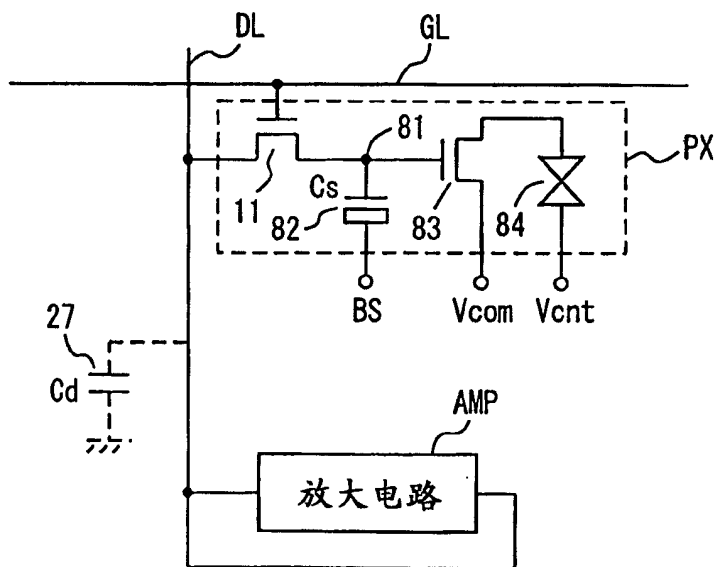 DL
GL
81
PX
Cs
11
82
83
84
BS
Vcom
Vcnt
27
Cd
AMP
放大电路